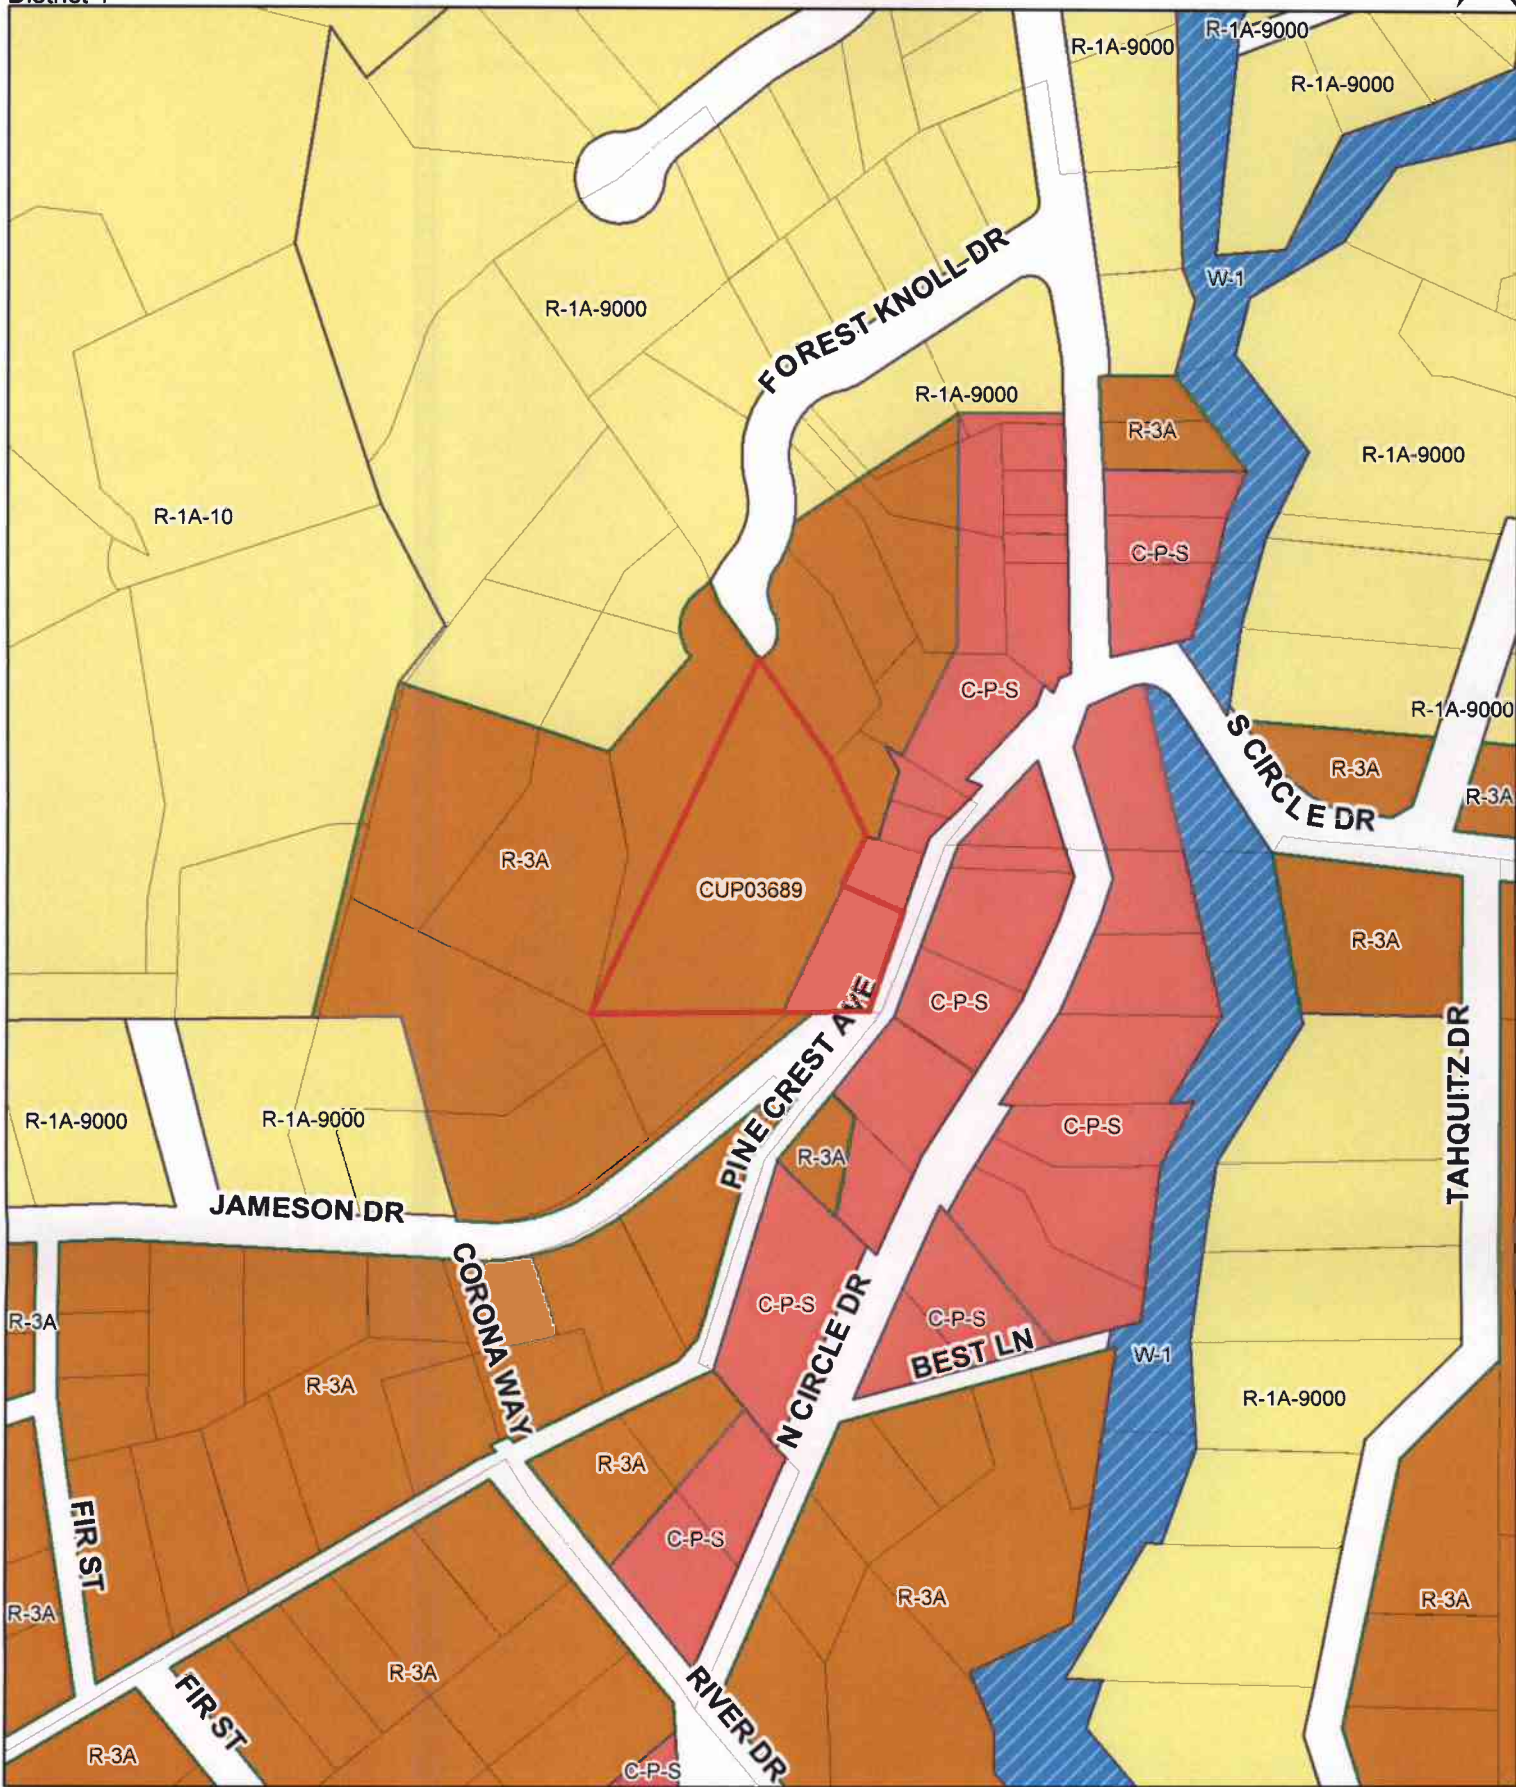 R-1A-9000
R-1A-9000
R-1A-9000
FOREST KNOLL DR
W-1
R-1A-9000
R-1A-9000
R-3A
R-1A-9000
R-1A-10
C-P-S
C-P-S
R-1A-9000
S CIRCLE DR
R-3A
R-3A
R-3A
CUP03689
R-3A
C-P-S
PINE CREST AVE
TAHQUITZ DR
R-1A-9000
R-1A-9000
C-P-S
R-3A
JAMESON DR
CORONA WAY
C-P-S
N CIRCLE DR
C-P-S
BEST LN
R-3A
W-1
R-3A
R-1A-9000
R-3A
FIR ST
C-P-S
R-3A
R-3A
R-3A
R-3A
FIR ST
RIVER DR
R-3A
C-P-S